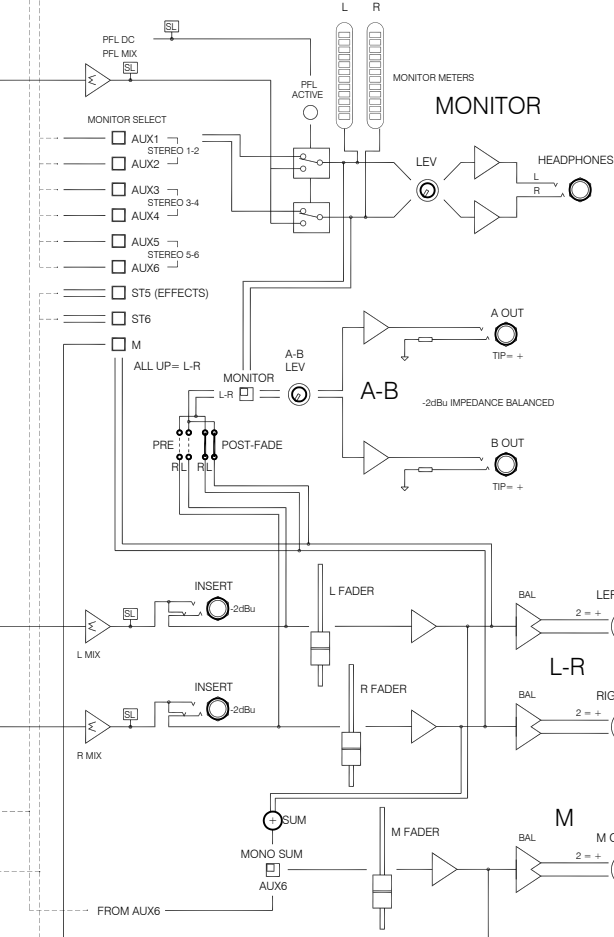 L R
SL
PFL DC
PFL MIX
SL
Σ
PFL
ACTIVE
MONITOR METERS
MONITOR
MONITOR SELECT
AUX1
STEREO 1-2
AUX2
AUX3
STEREO 3-4
AUX4
AUX5
STEREO 5-6
AUX6
ST5 (EFFECTS)
ST6
M
ALL UP= L-R
LEV
HEADPHONES
L
R
A OUT
TIP= +
A-B
LEV
MONITOR
L-R
A-B
-2dBu IMPEDANCE BALANCED
PRE
POST-FADE
R L R L
B OUT
TIP= +
INSERT
-2dBu
SL
Σ
L MIX
L FADER
BAL
2 = +
L-R
INSERT
-2dBu
SL
Σ
R MIX
R FADER
BAL
2 = +
+ SUM
MONO SUM
AUX6
M FADER
M
BAL
M
2 = +
FROM AUX6